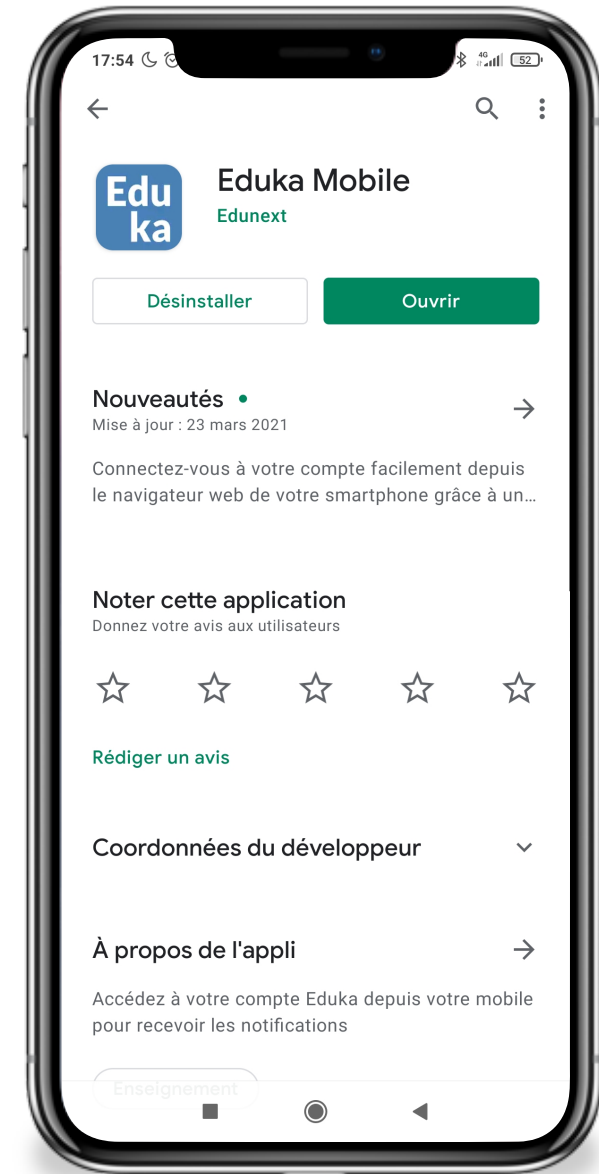 17:54
4G
52
Edu
ka
Eduka Mobile
Edunext
Désinstaller
Ouvrir
Nouveautés
Mise à jour : 23 mars 2021
Connectez-vous à votre compte facilement depuis
le navigateur web de votre smartphone grâce à un…
Noter cette application
Donnez votre avis aux utilisateurs
Rédiger un avis
Coordonnées du développeur
À propos de l'appli
Accédez à votre compte Eduka depuis votre mobile
pour recevoir les notifications
Enseignement